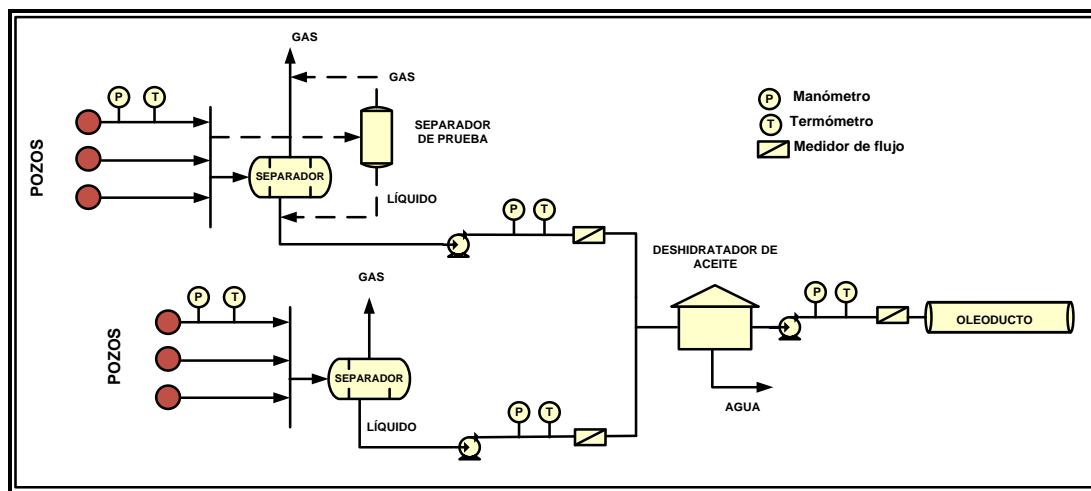 GAS
GAS
P
T
SEPARADOR
DE PRUEBA
POZOS
SEPARADOR
LÍQUIDO
P
Manómetro
T
Termómetro
Medidor de flujo
P
T
DESHIDRATADOR DE
ACEITE
GAS
P
T
POZOS
SEPARADOR
LÍQUIDO
P
T
P
T
OLEODUCTO
AGUA